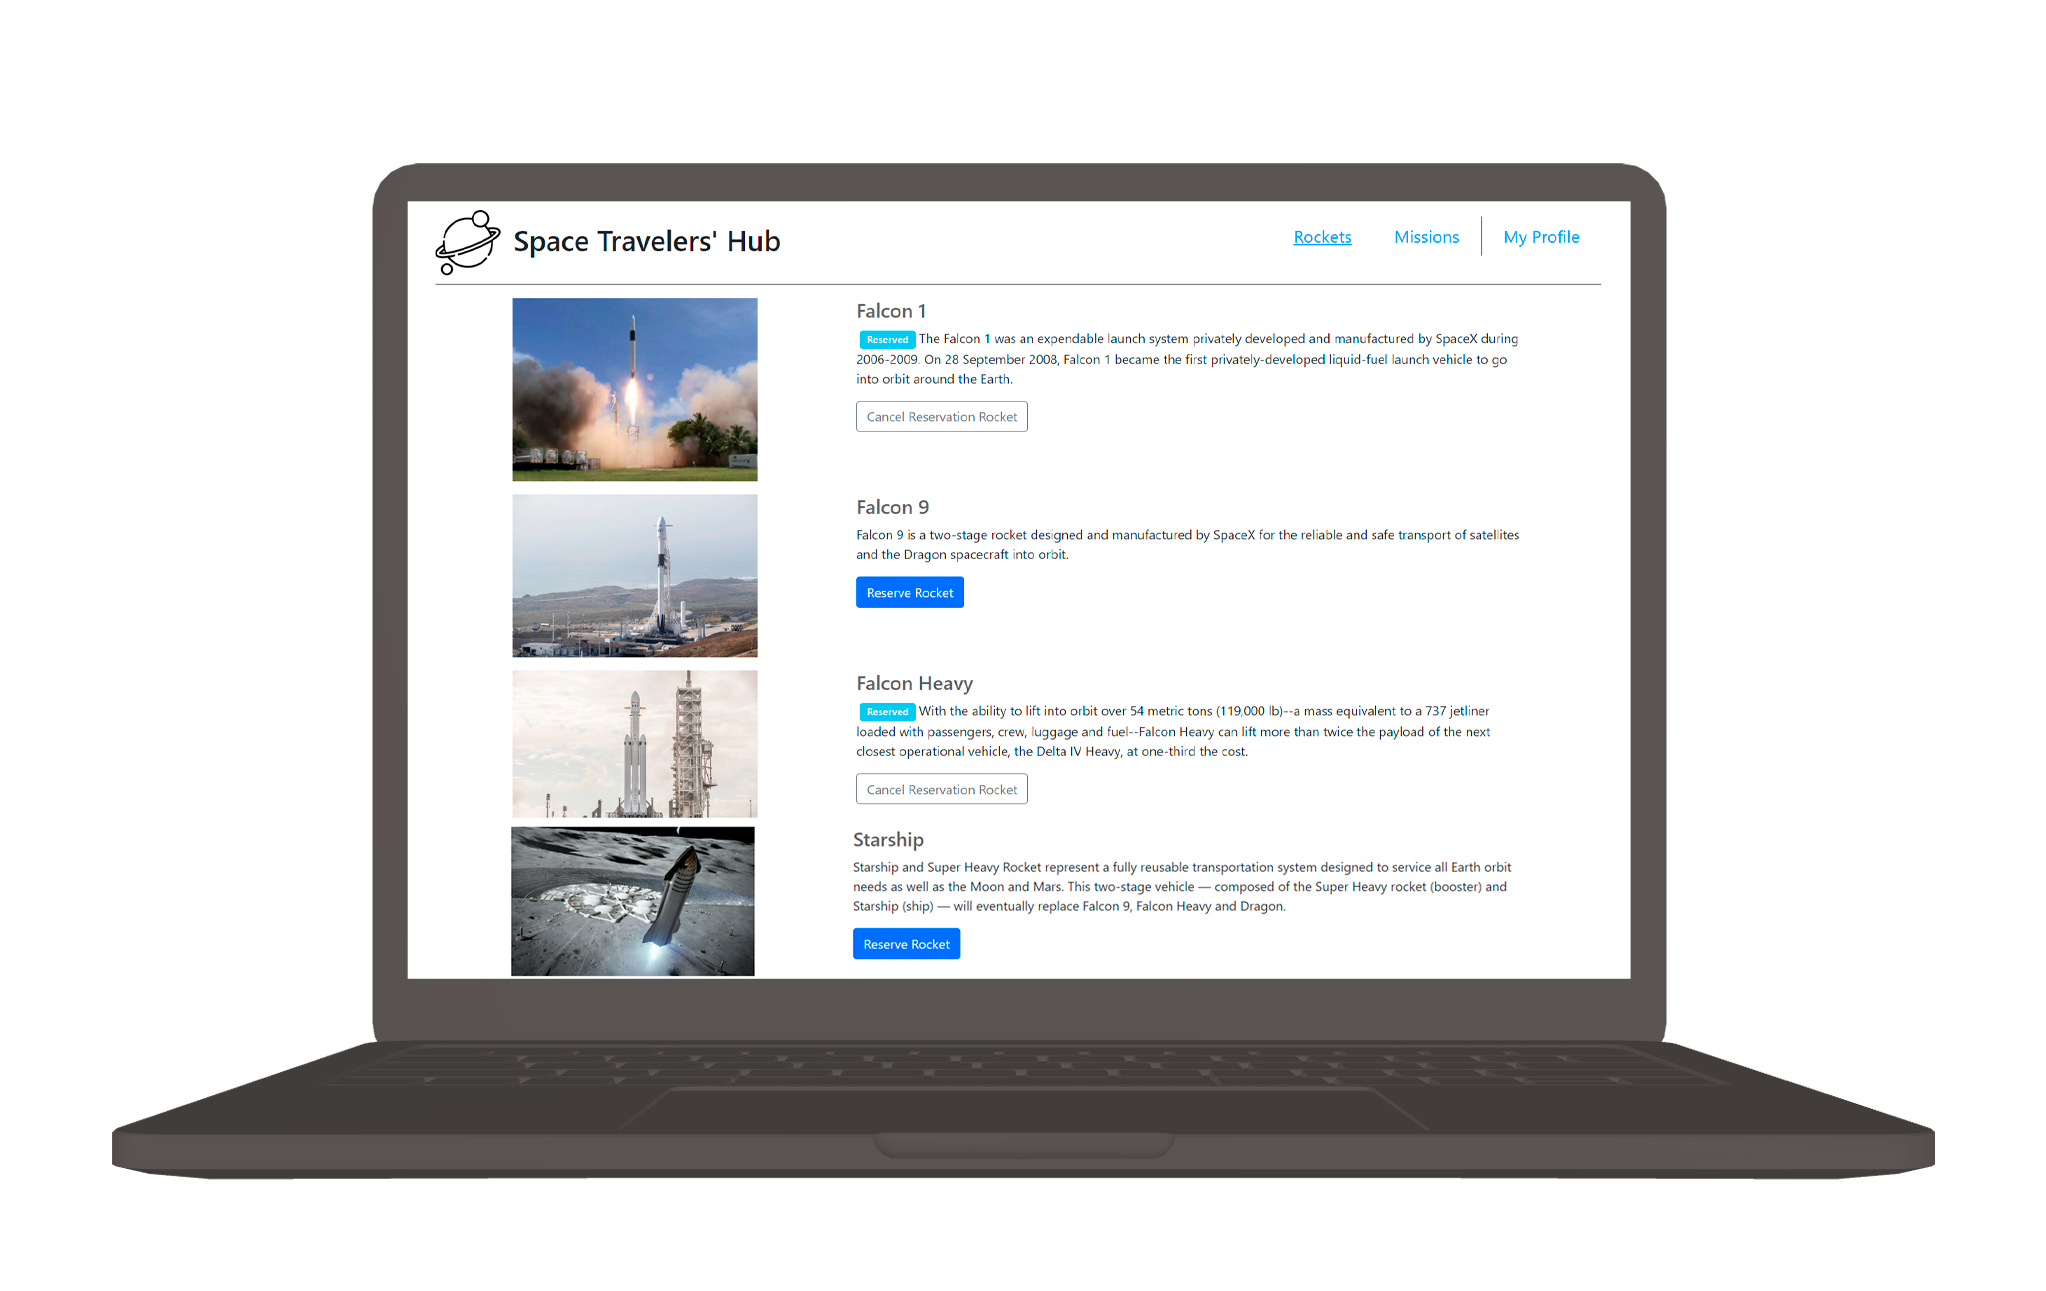 Space Travelers' Hub
Rockets Missions My Profile
Falcon 1
Reserved The Falcon 1 was an expendable launch system privately developed and manufactured by SpaceX during
2006-2009. On 28 September 2008, Falcon 1 became the first privately-developed liquid-fuel launch vehicle to go
into orbit around the Earth.
Cancel Reservation Rocket
Falcon 9
Falcon 9 is a two-stage rocket designed and manufactured by SpaceX for the reliable and safe transport of satellites
and the Dragon spacecraft into orbit.
Reserve Rocket
Falcon Heavy
Reserved With the ability to lift into orbit over 54 metric tons (119,000 lb)--a mass equivalent to a 737 jetliner
loaded with passengers, crew, luggage and fuel--Falcon Heavy can lift more than twice the payload of the next
closest operational vehicle, the Delta IV Heavy, at one-third the cost.
Cancel Reservation Rocket
Starship
Starship and Super Heavy Rocket represent a fully reusable transportation system designed to service all Earth orbit
needs as well as the Moon and Mars. This two-stage vehicle — composed of the Super Heavy rocket (booster) and
Starship (ship) — will eventually replace Falcon 9, Falcon Heavy and Dragon.
Reserve Rocket